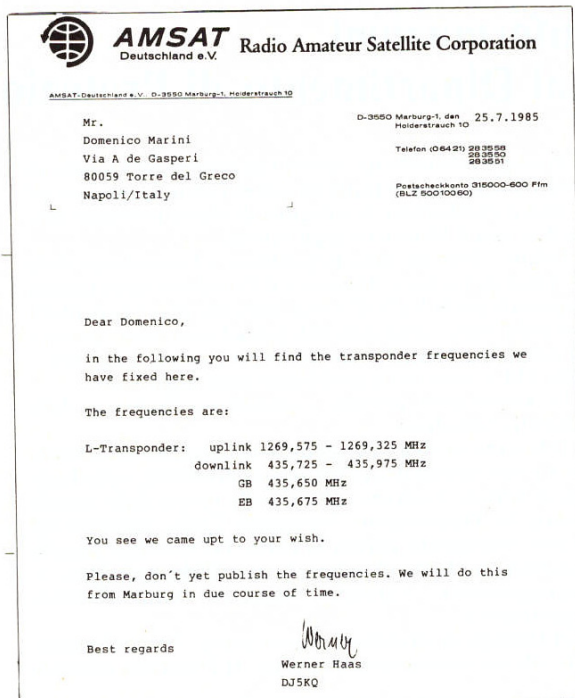 AMSAT
Deutschland e.V.
Radio Amateur Satellite Corporation
AMSAT-Deutschland e.V. D-3550 Marburg-1, Holderstrauch 10
Mr.
Domenico Marini
Via A de Gasperi
80059 Torre del Greco
Napoli/Italy
D-3550 Marburg-1, den 25.7.1985
Holderstrauch 10
Telefon (06421) 283558
283550
283551
Postscheckkonto 315000-600 Ffm
(BLZ 50010060)
Dear Domenico,
in the following you will find the transponder frequencies we
have fixed here.
The frequencies are:
L-Transponder: uplink 1269,575 - 1269,325 MHz
downlink 435,725 - 435,975 MHz
GB 435,650 MHz
EB 435,675 MHz
You see we came upt to your wish.
Please, don´t yet publish the frequencies. We will do this
from Marburg in due course of time.
Best regards
Werner
Werner Haas
DJ5KQ